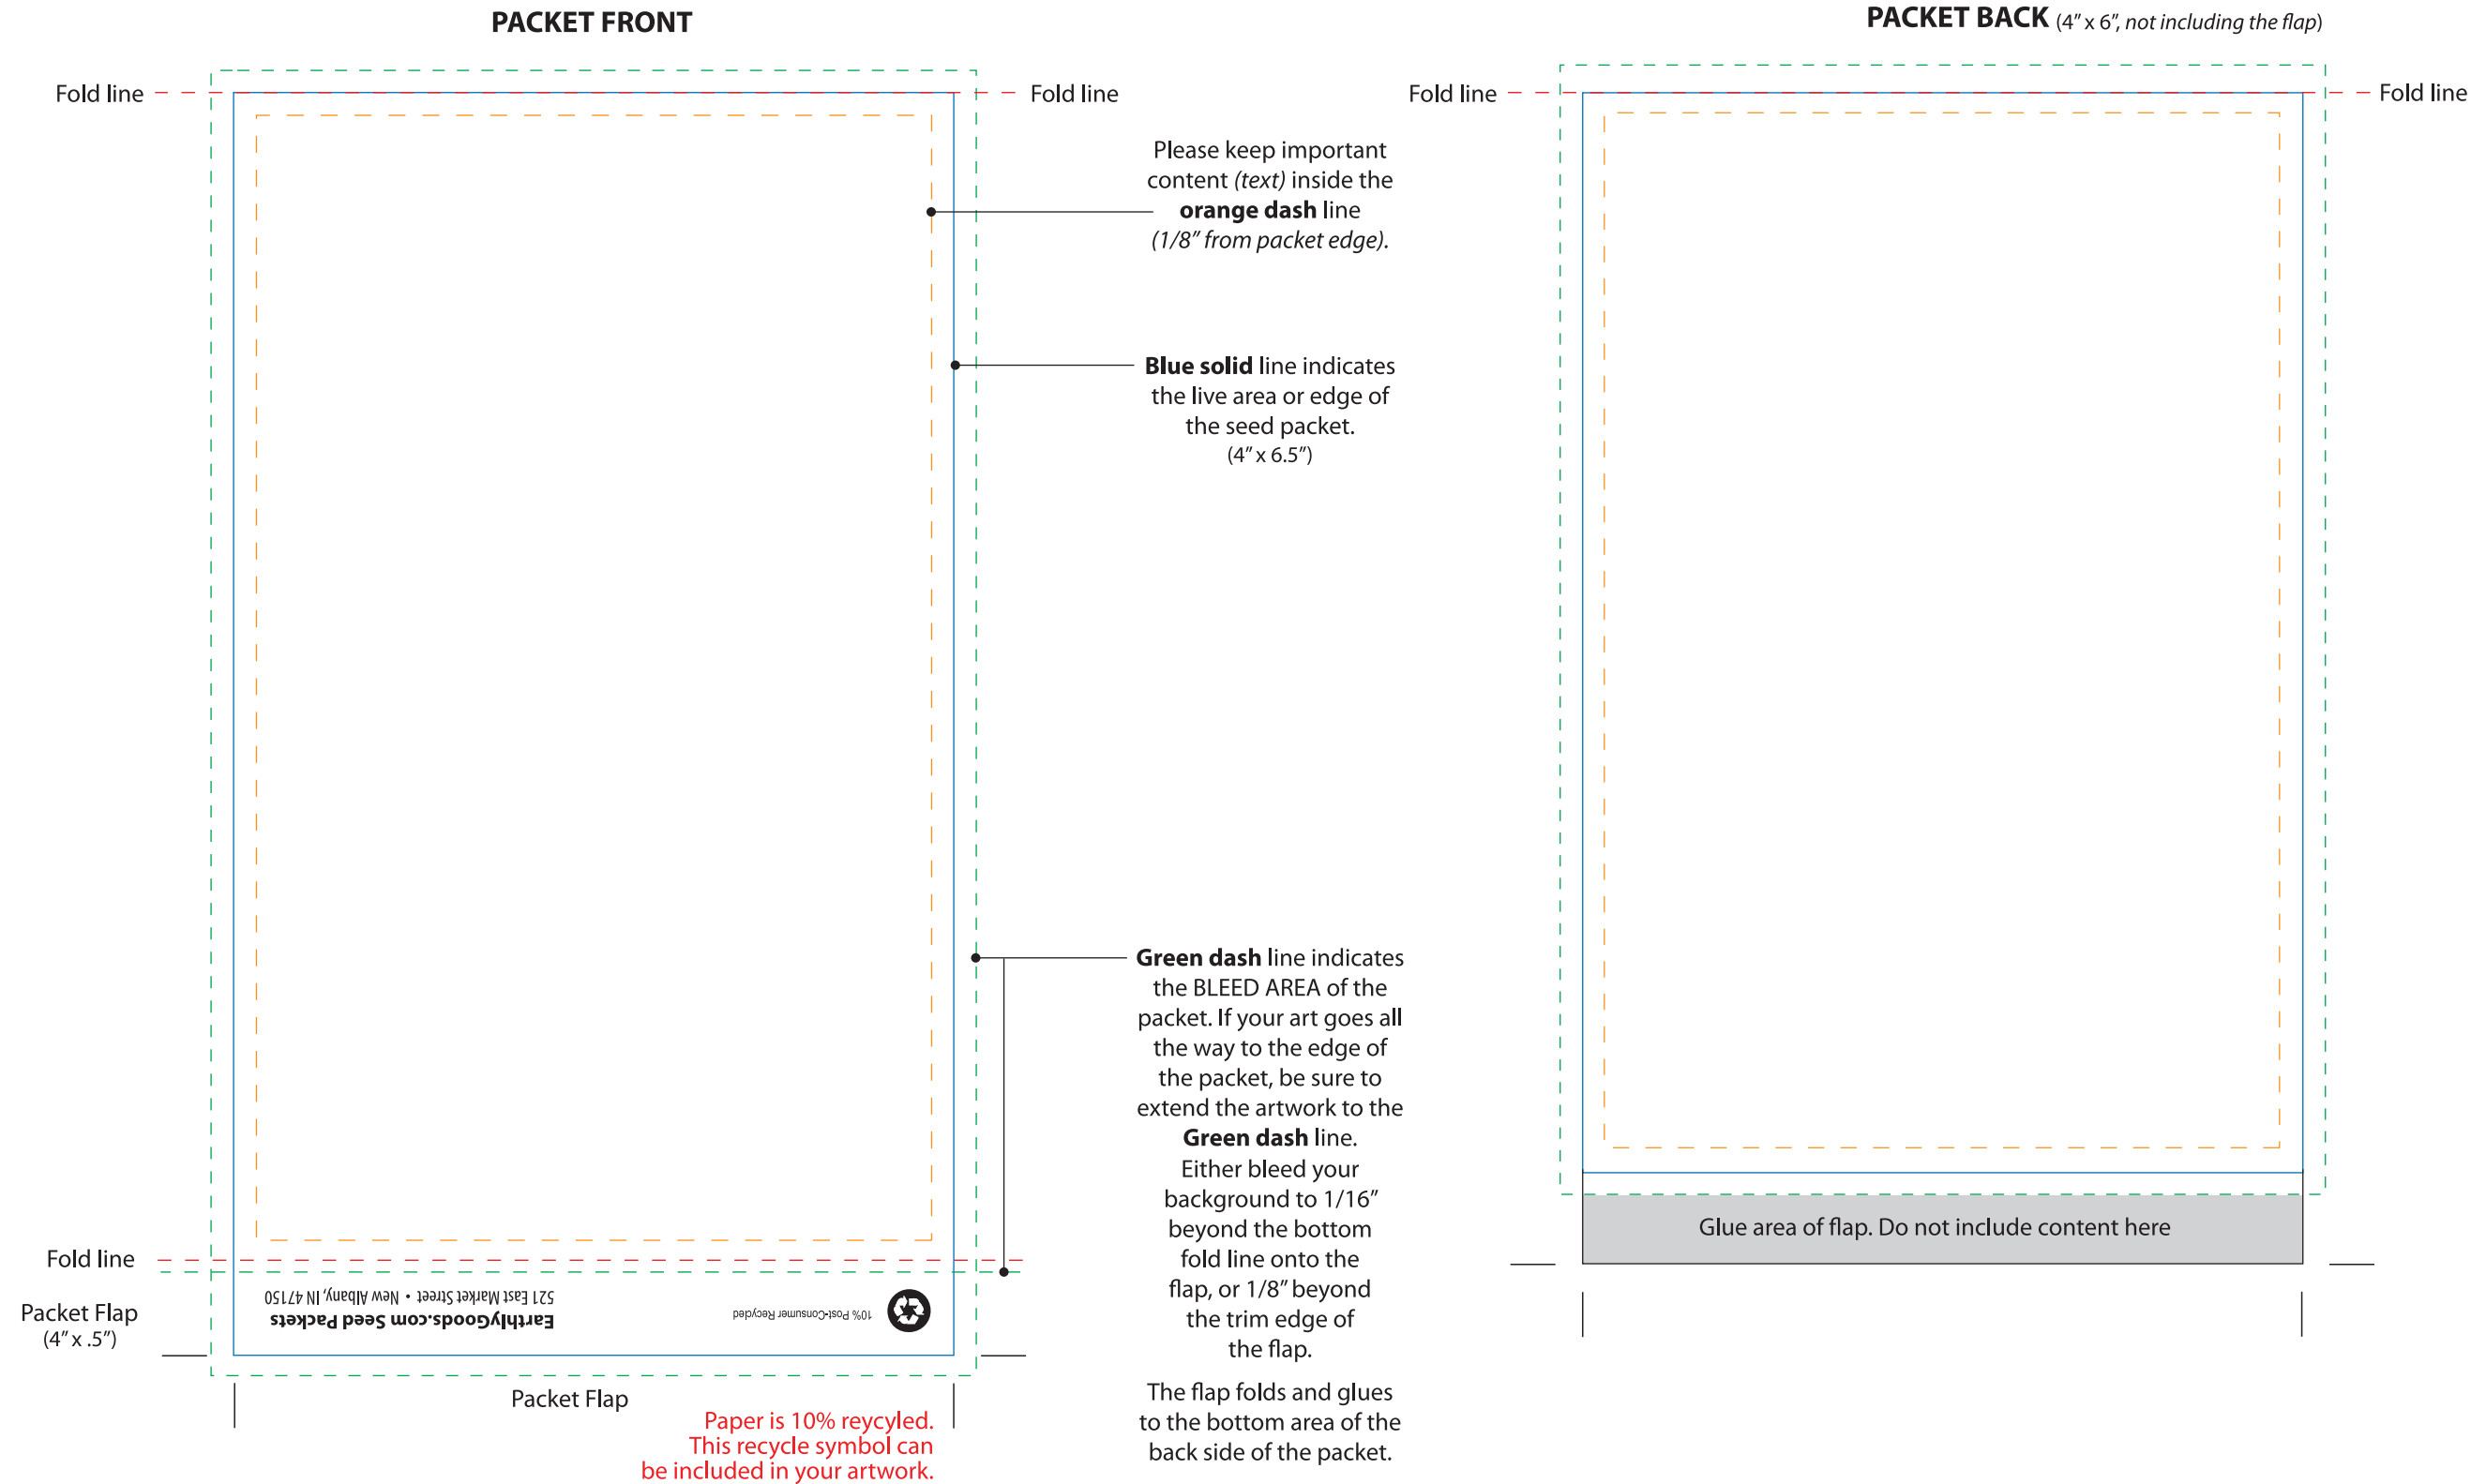 PACKET FRONT
PACKET BACK (4” x 6”, not including the flap)
Fold line
Fold line
Fold line
Fold line
Please keep important
content (text) inside the
orange dash line
(1/8” from packet edge).
Blue solid line indicates
the live area or edge of
the seed packet.
(4” x 6.5”)
Green dash line indicates
the BLEED AREA of the
packet. If your art goes all
the way to the edge of
the packet, be sure to
extend the artwork to the
Green dash line.
Either bleed your
background to 1/16”
beyond the bottom
fold line onto the
flap, or 1/8” beyond
the trim edge of
the flap.
The flap folds and glues
to the bottom area of the
back side of the packet.
Glue area of flap. Do not include content here
Fold line
Packet Flap
(4” x .5”)
EarthlyGoods.com Seed Packets
521 East Market Street • New Albany, IN 47150
10% Post-Consumer Recycled
Packet Flap
Paper is 10% reycyled.
This recycle symbol can
be included in your artwork.